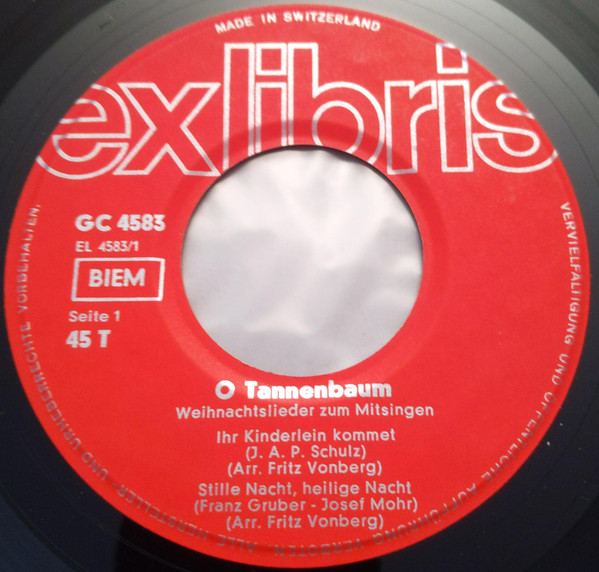 MADE IN SWITZERLAND
exlibris
GC 4583
EL 4583/1
BIEM
Seite 1
45 T
O Tannenbaum
Weihnachtslieder zum Mitsingen
Ihr Kinderlein kommet
(J. A. P. Schulz)
(Arr. Fritz Vonberg)
Stille Nacht, heilige Nacht
(Franz Gruber - Josef Mohr)
(Arr. Fritz Vonberg)
VERVIELFÄLTIGUNG UND ÖFFENTLICHE AUFFÜHRUNG VERBOTEN. ALLE HERSTELLER- UND URHEBERRECHTE VORBEHALTEN.